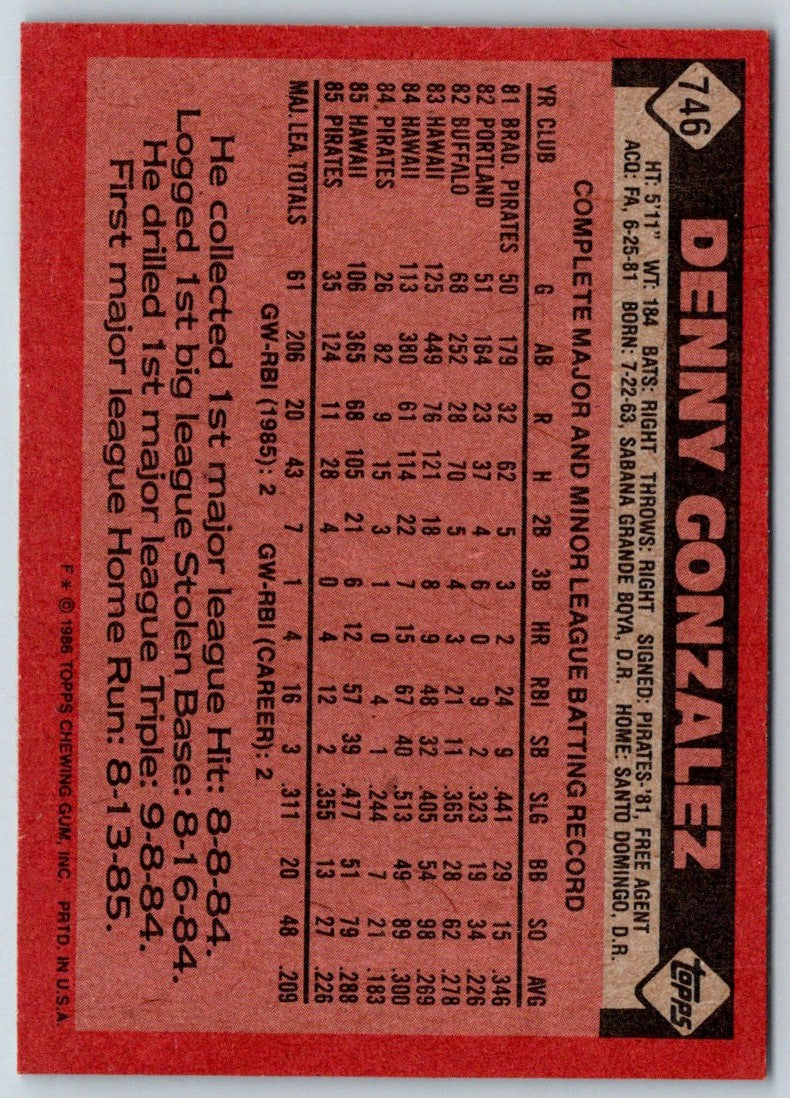 746
DENNY GONZALEZ
TOPPS
HT: 5'11" WT: 184 BATS: RIGHT THROWS: RIGHT SIGNED: PIRATES-'81, FREE AGENT
ACQ: FA, 6-25-81 BORN: 7-22-63, SABANA GRANDE BOYA, D.R. HOME: SANTO DOMINGO, D.R.
COMPLETE MAJOR AND MINOR LEAGUE BATTING RECORD
YR CLUB G AB R H 2B 3B HR RBI SB SLG BB SO AVG
81 BRAD. PIRATES 50 179 32 62 5 3 2 24 9 .441 29 15 .346
82 PORTLAND 51 164 23 37 4 6 0 9 2 .323 19 34 .226
82 BUFFALO 68 252 28 70 5 4 3 21 11 .365 28 62 .278
83 HAWAII 125 449 76 121 18 8 9 48 32 .405 54 98 .269
84 HAWAII 113 380 61 114 22 7 15 67 40 .513 49 89 .300
84 PIRATES 26 82 9 15 3 1 0 4 1 .244 7 21 .183
85 HAWAII 106 365 68 105 21 6 12 57 39 .477 51 79 .288
85 PIRATES 35 124 11 28 4 0 4 12 2 .355 13 27 .226
MAJ. LEA. TOTALS 61 206 20 43 7 1 4 16 3 .311 20 48 .209
GW-RBI (1985): 2 GW-RBI (CAREER): 2
He collected 1st major league Hit: 8-8-84.
Logged 1st big league Stolen Base: 8-16-84.
He drilled 1st major league Triple: 9-8-84.
First major league Home Run: 8-13-85.
F * © 1986 TOPPS CHEWING GUM, INC. PRTD. IN U.S.A.